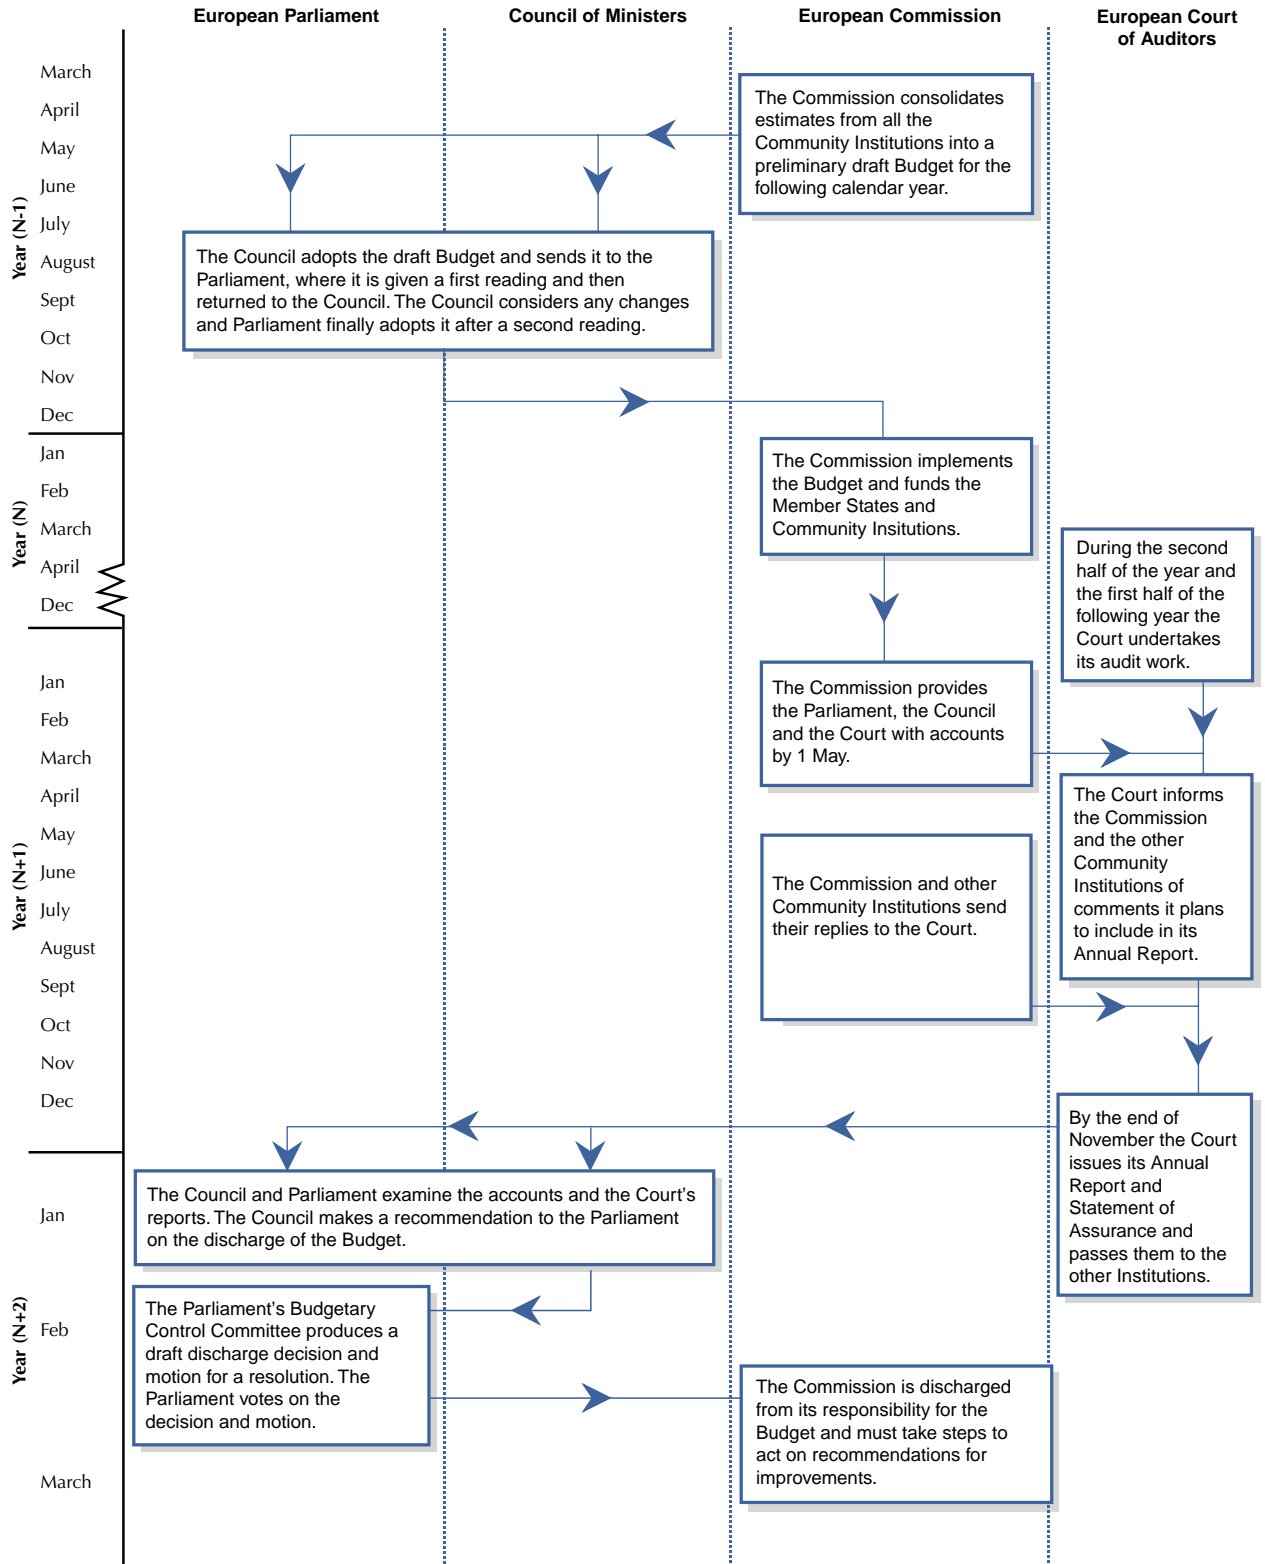 European Parliament
Council of Ministers
European Commission
European Court
of Auditors
Year (N-1)
March
April
May
June
July
August
Sept
Oct
Nov
Dec
The Commission consolidates
estimates from all the
Community Institutions into a
preliminary draft Budget for the
following calendar year.
The Council adopts the draft Budget and sends it to the
Parliament, where it is given a first reading and then
returned to the Council. The Council considers any changes
and Parliament finally adopts it after a second reading.
Year (N)
Jan
Feb
March
April
Dec
The Commission implements
the Budget and funds the
Member States and
Community Insitutions.
During the second
half of the year and
the first half of the
following year the
Court undertakes
its audit work.
Year (N+1)
Jan
Feb
March
April
May
June
July
August
Sept
Oct
Nov
Dec
The Commission provides
the Parliament, the Council
and the Court with accounts
by 1 May.
The Court informs
the Commission
and the other
Community
Institutions of
comments it plans
to include in its
Annual Report.
The Commission and other
Community Institutions send
their replies to the Court.
By the end of
November the Court
issues its Annual
Report and
Statement of
Assurance and
passes them to the
other Institutions.
Year (N+2)
Jan
Feb
March
The Council and Parliament examine the accounts and the Court's
reports. The Council makes a recommendation to the Parliament
on the discharge of the Budget.
The Parliament's Budgetary
Control Committee produces a
draft discharge decision and
motion for a resolution. The
Parliament votes on the
decision and motion.
The Commission is discharged
from its responsibility for the
Budget and must take steps to
act on recommendations for
improvements.